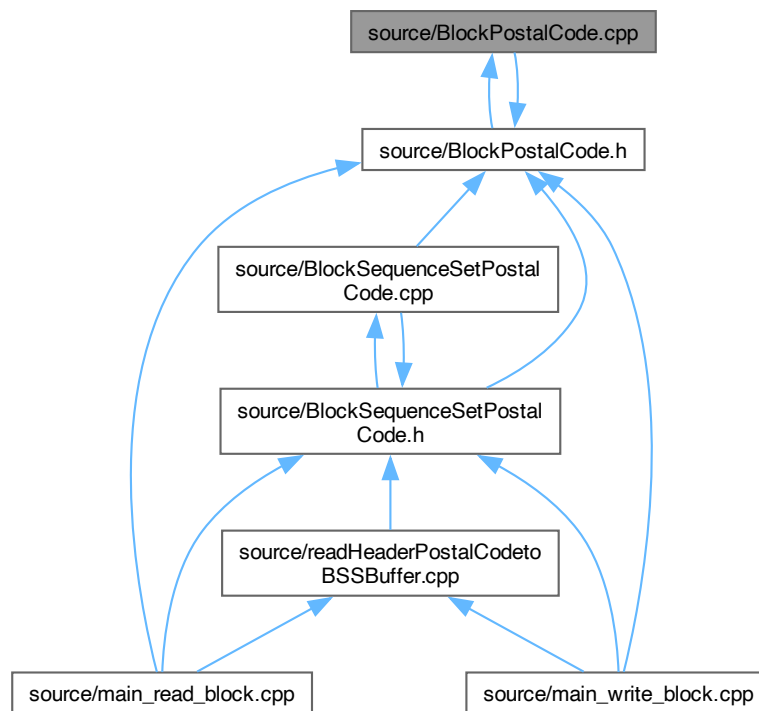 source/BlockPostalCode.cpp
source/BlockPostalCode.h
source/BlockSequenceSetPostal
Code.cpp
source/BlockSequenceSetPostal
Code.h
source/readHeaderPostalCodeto
BSSBuffer.cpp
source/main_read_block.cpp
source/main_write_block.cpp